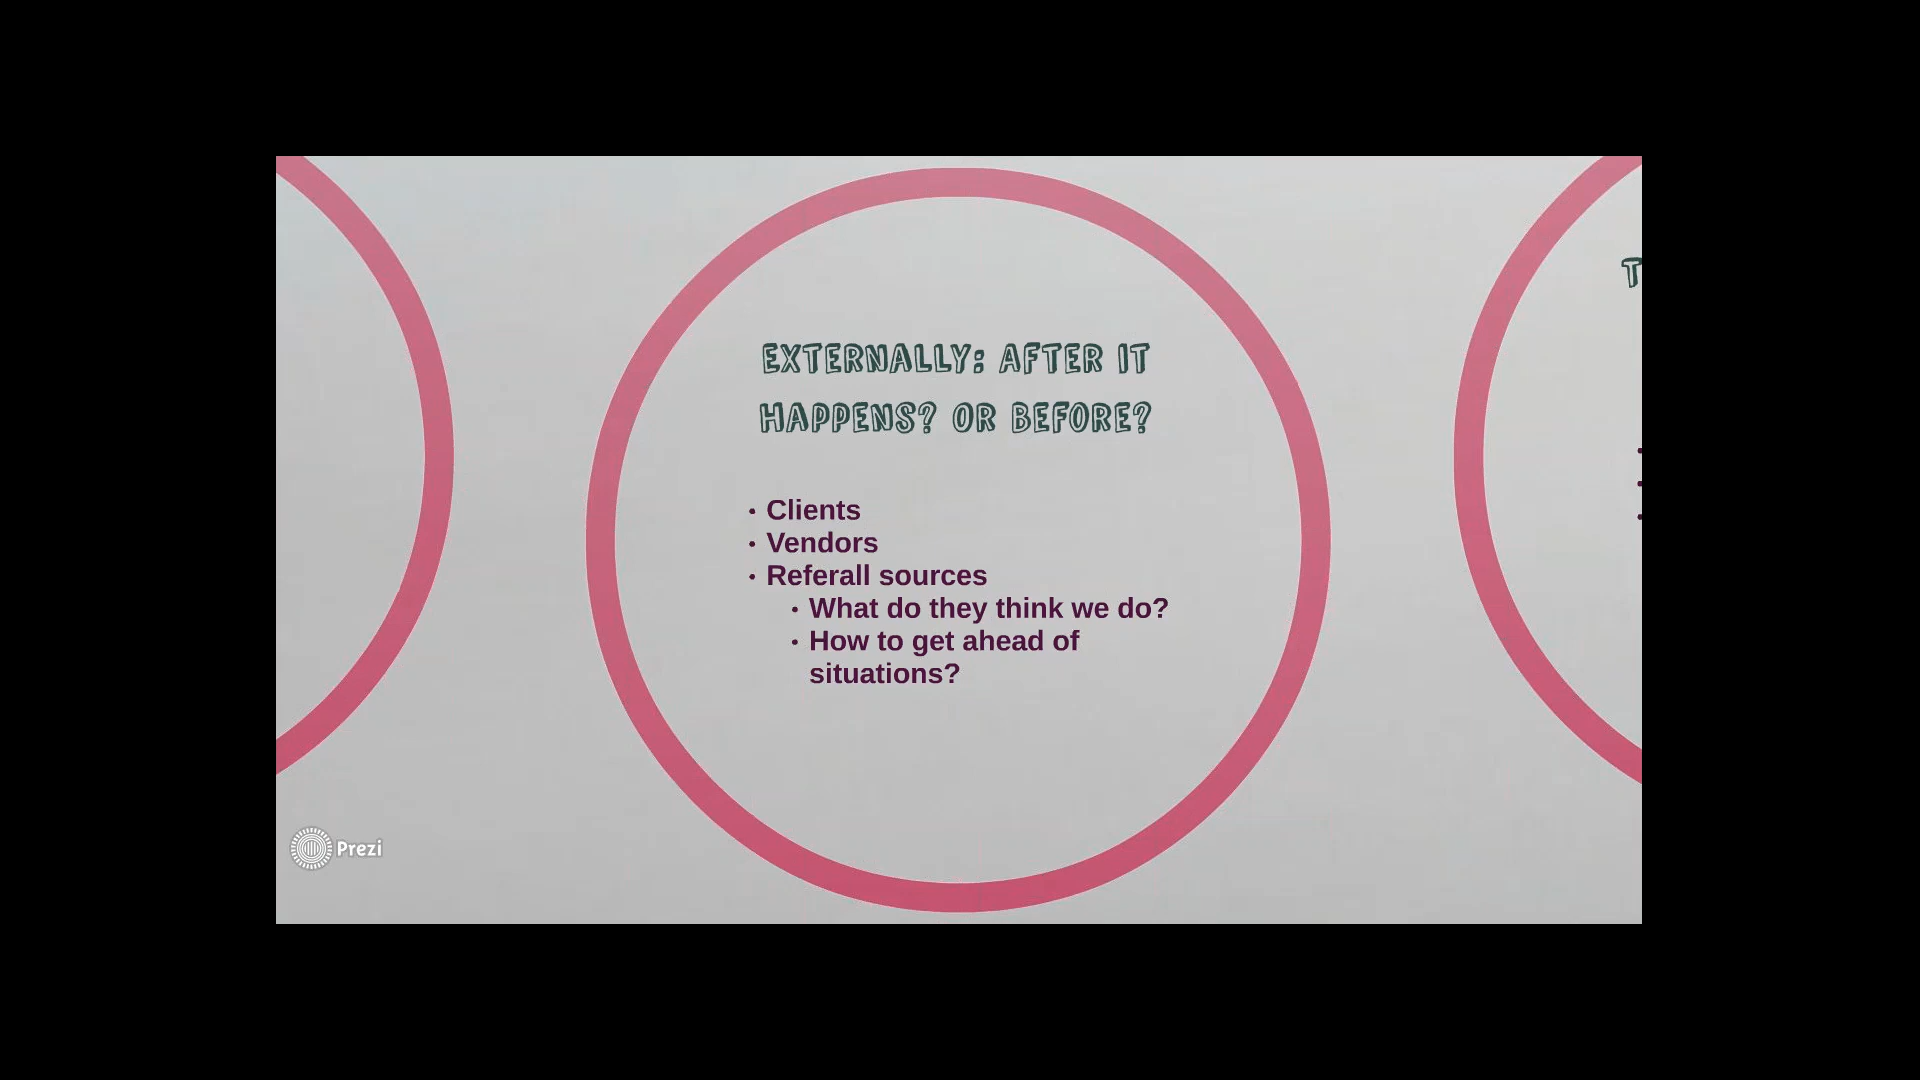 EXTERNALLY: AFTER IT
HAPPENS? OR BEFORE?
• Clients
• Vendors
• Referall sources
• What do they think we do?
• How to get ahead of
situations?
T
Prezi